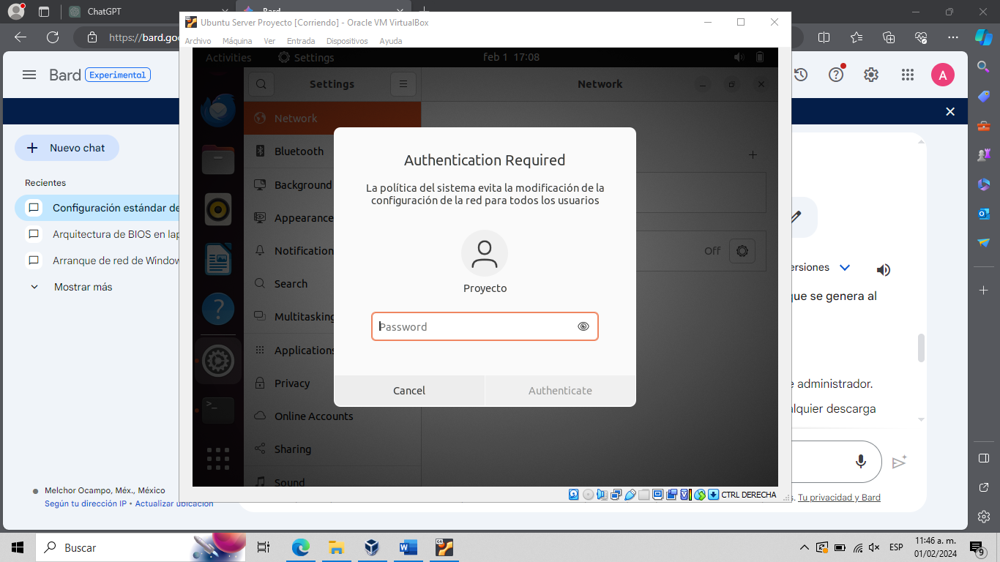 ChatGPT
Bard
Ubuntu Server Proyecto [Corriendo] - Oracle VM VirtualBox
https://bard.goo
Archivo Máquina Ver Entrada Dispositivos Ayuda
Activities
Settings
feb 1 17:08
Bard
Experimental
A
Settings
Network
Network
Nuevo chat
Bluetooth
Recientes
Background
Configuración estándar de
Appearance
Arquitectura de BIOS en lap
Notification
Arranque de red de Window
Search
Mostrar más
Multitasking
Applications
Privacy
Online Accounts
Sharing
Sound
Off
Authentication Required
La política del sistema evita la modificación de la
configuración de la red para todos los usuarios
Proyecto
Password
Cancel
Authenticate
ersiones
que se genera al
e administrador.
alquier descarga
Melchor Ocampo, Méx., México
Según tu dirección IP • Actualizar ubicación
CTRL DERECHA
s. Tu privacidad y Bard
Buscar
ESP
11:46 a. m.
01/02/2024
9